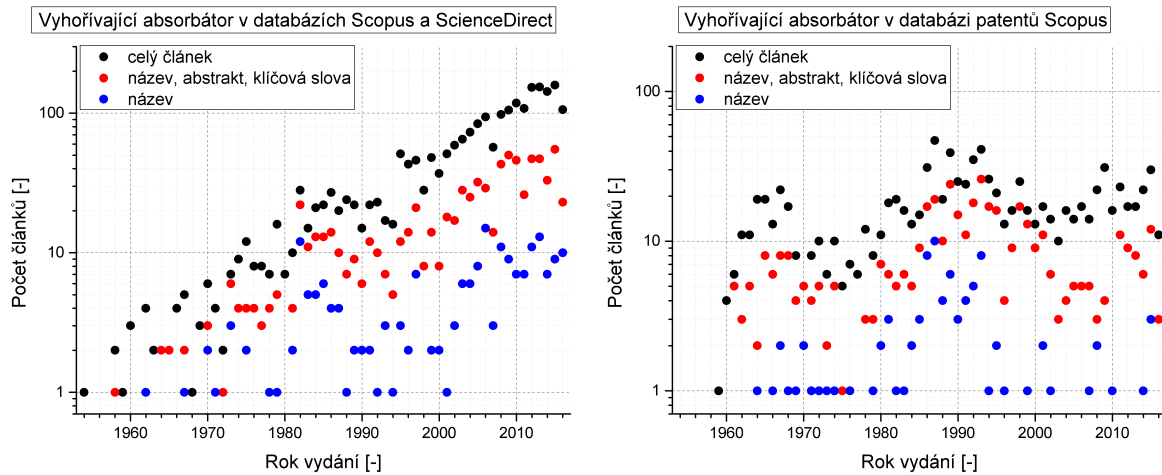 Vyhořívající absorbátor v databázích Scopus a ScienceDirect
celý článek
název, abstrakt, klíčová slova
název
Počet článků [-]
100
10
1
1960 1970 1980 1990 2000 2010
Rok vydání [-]
Vyhořívající absorbátor v databázi patentů Scopus
celý článek
název, abstrakt, klíčová slova
název
Počet článků [-]
100
10
1
1960 1970 1980 1990 2000 2010
Rok vydání [-]